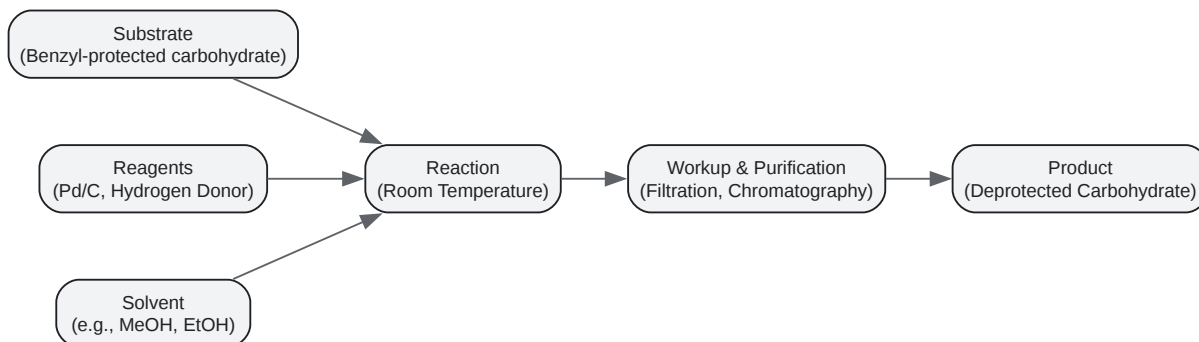 Substrate
(Benzyl-protected carbohydrate)
Reagents
(Pd/C, Hydrogen Donor)
Solvent
(e.g., MeOH, EtOH)
Reaction
(Room Temperature)
Workup & Purification
(Filtration, Chromatography)
Product
(Deprotected Carbohydrate)